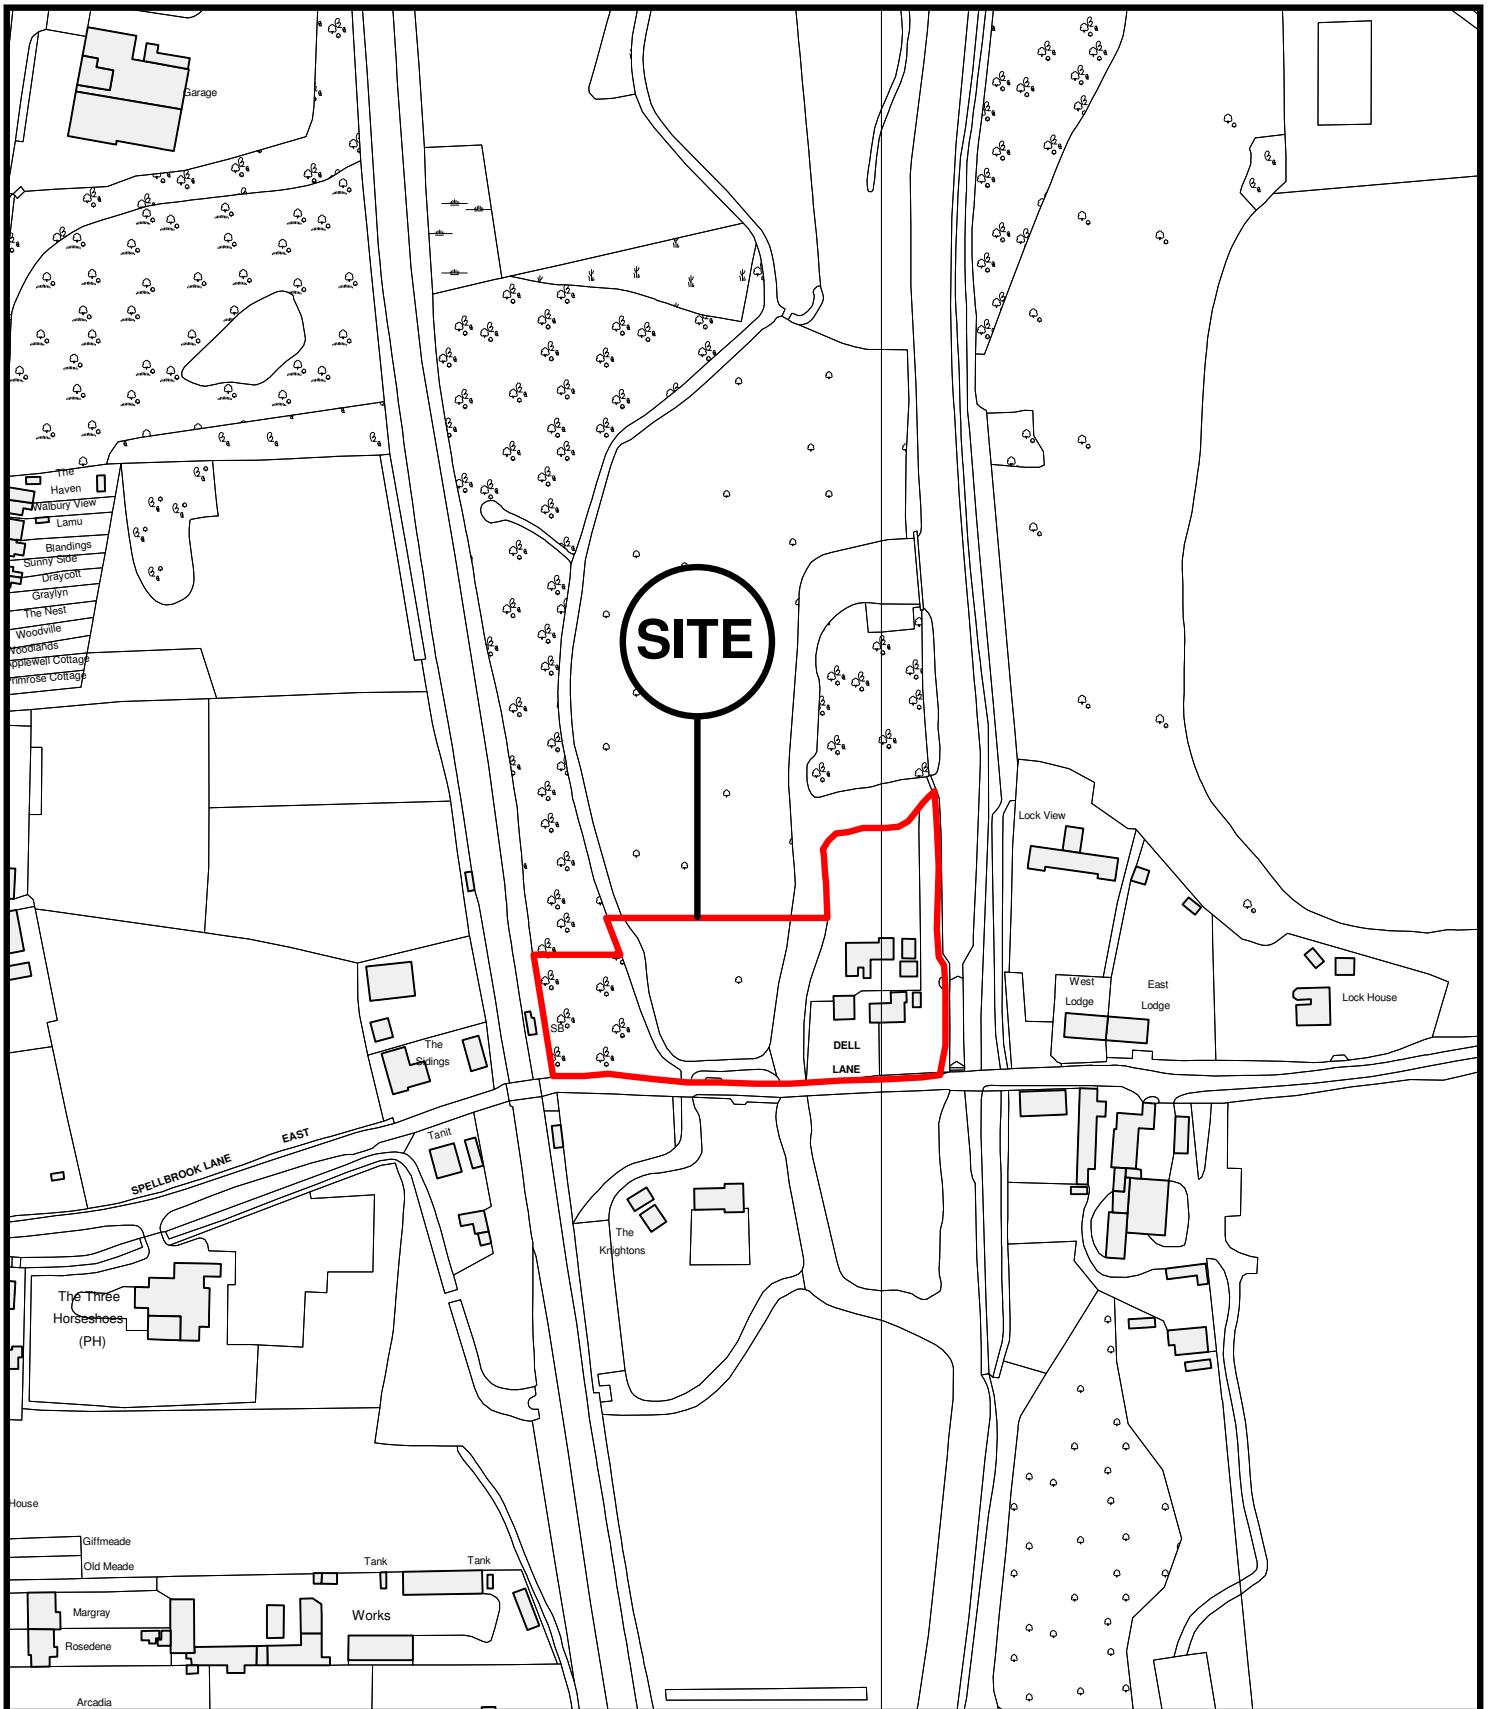 Garage
The
Haven
Walbury View
Lamu
Blandings
Sunny Side
Draycott
Graylyn
The Nest
Woodville
Woodlands
Applewell Cottage
Primrose Cottage
SITE
Lock View
West
Lodge
East
Lodge
Lock House
SB
The
Sidings
DELL
LANE
Tanit
SPELLBROOK LANE EAST
The
Knightons
The Three
Horseshoes
(PH)
House
Giffmeade
Old Meade
Tank
Tank
Margray
Works
Rosedene
Arcadia